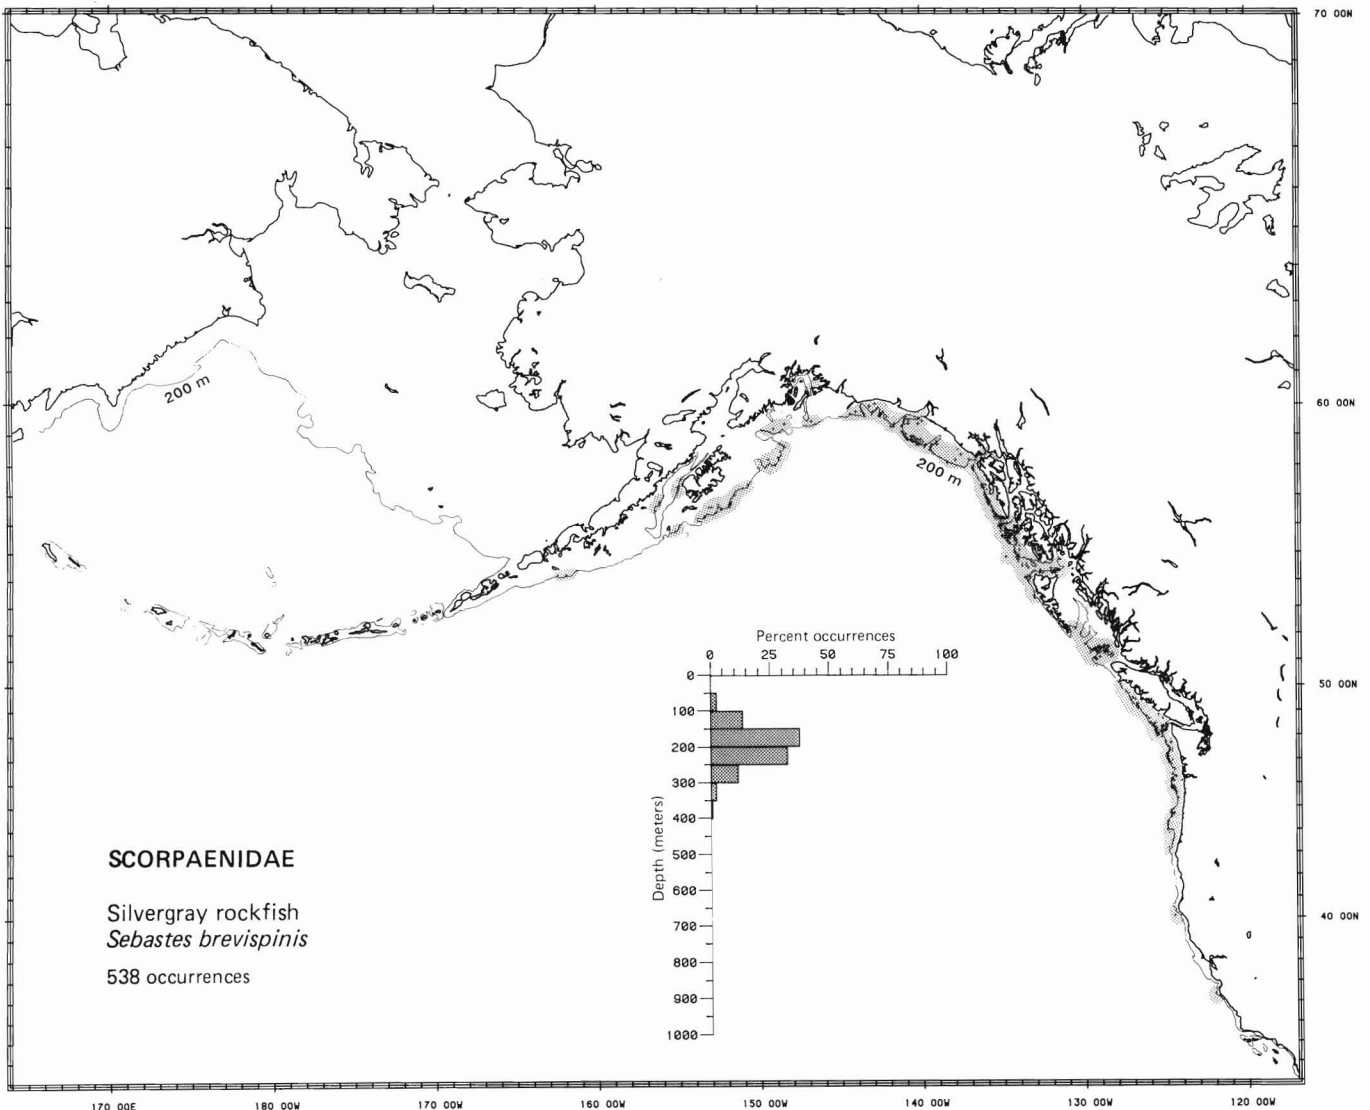 70 00N
200 m
60 00N
200 m
Percent occurrences
0 25 50 75 100
0
50 00N
100
200
300
400
Depth (meters)
500
600
700
800
900
1000
SCORPAENIDAE
Silvergray rockfish
Sebastes brevispinis
538 occurrences
40 00N
170 00E 180 00W 170 00W 160 00W 150 00W 140 00W 130 00W 120 00W